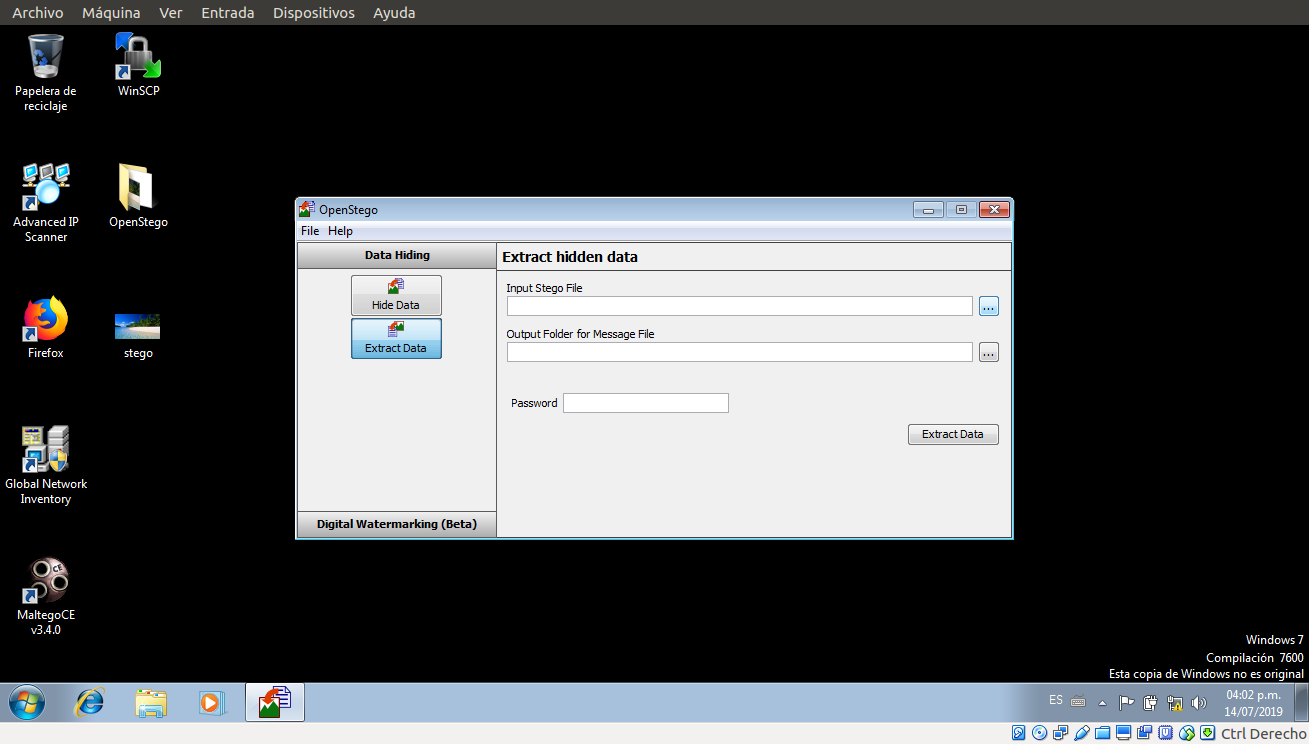 Archivo Máquina Ver Entrada Dispositivos Ayuda
Papelera de
reciclaje
WinSCP
Advanced IP
Scanner
OpenStego
Firefox
stego
Global Network
Inventory
MaltegoCE
v3.4.0
OpenStego
File Help
Data Hiding
Hide Data
Extract Data
Digital Watermarking (Beta)
Extract hidden data
Input Stego File
...
Output Folder for Message File
...
Password
Extract Data
Windows 7
Compilación 7600
Esta copia de Windows no es original
ES
04:02 p.m.
14/07/2019
Ctrl Derecho